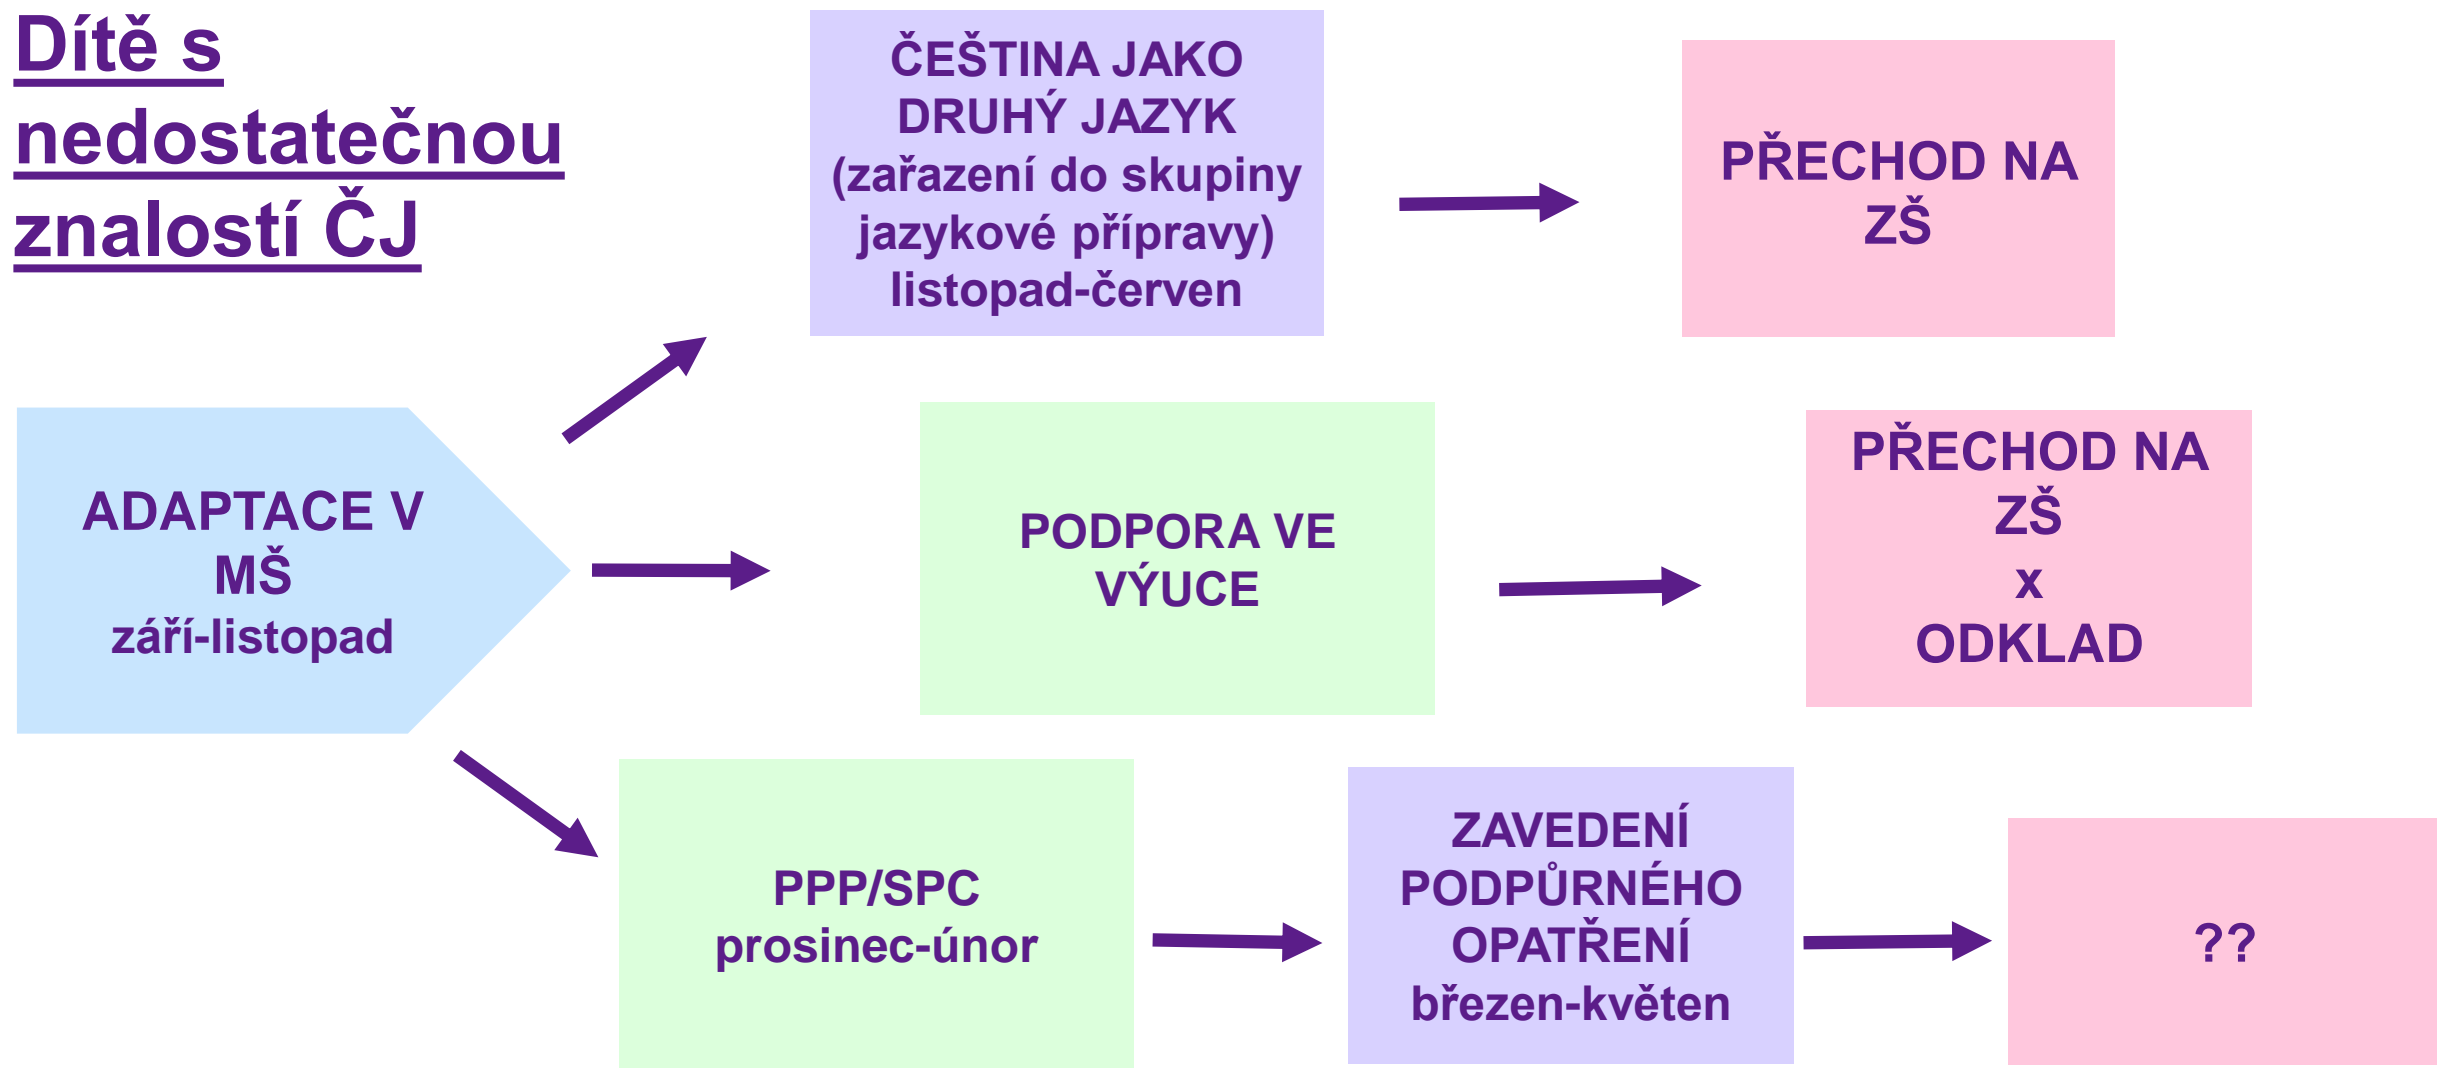 Dítě s
nedostatečnou
znalostí ČJ
ČEŠTINA JAKO
DRUHÝ JAZYK
(zařazení do skupiny
jazykové přípravy)
listopad-červen
PŘECHOD NA
ZŠ
ADAPTACE V
MŠ
září-listopad
PODPORA VE
VÝUCE
PŘECHOD NA
ZŠ
x
ODKLAD
PPP/SPC
prosinec-únor
ZAVEDENÍ
PODPŮRNÉHO
OPATŘENÍ
březen-květen
??